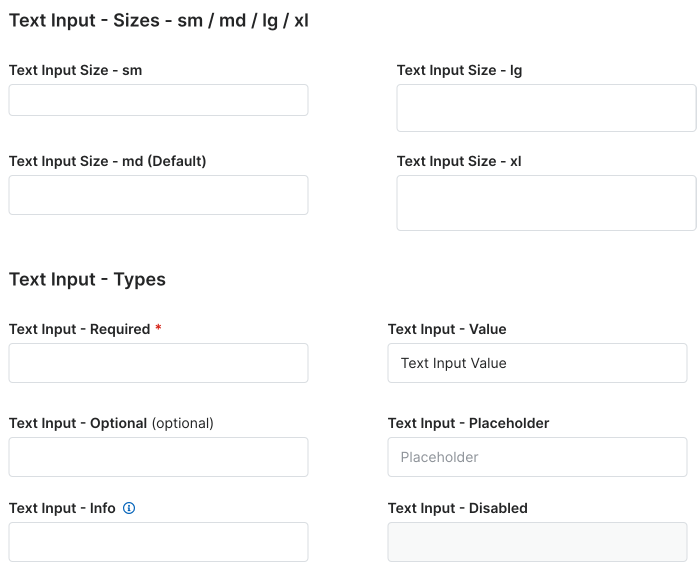 Text Input - Sizes - sm / md / lg / xl
Text Input Size - sm
Text Input Size - lg
Text Input Size - md (Default)
Text Input Size - xl
Text Input - Types
Text Input - Required *
Text Input - Value
Text Input Value
Text Input - Optional (optional)
Text Input - Placeholder
Placeholder
Text Input - Info
Text Input - Disabled